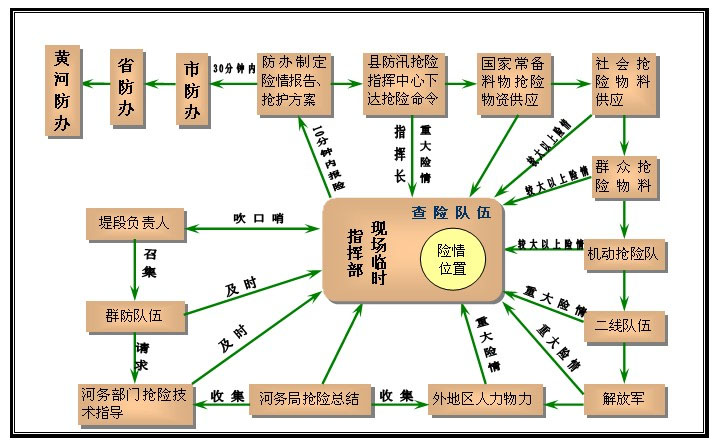 黄河防办
省防办
市防办
30分钟内
防办制定
险情报告、
抢护方案
县防汛抢险
指挥中心下
达抢险命令
国家常备
料物抢险
物资供应
社会抢
险物料
供应
10分钟内报险
指挥长
重大险情
较大以上险情
较大以上险情
群众抢
险物料
堤段负责人
吹口哨
查险队伍
现场临时
指挥部
险情
位置
较大以上险情
机动抢险队
召集
及时
群防队伍
重大险情
二线队伍
请求
及时
重大险情
重大险情
河务部门抢险技
术指导
收集
河务局抢险总结
收集
外地区人力物力
解放军